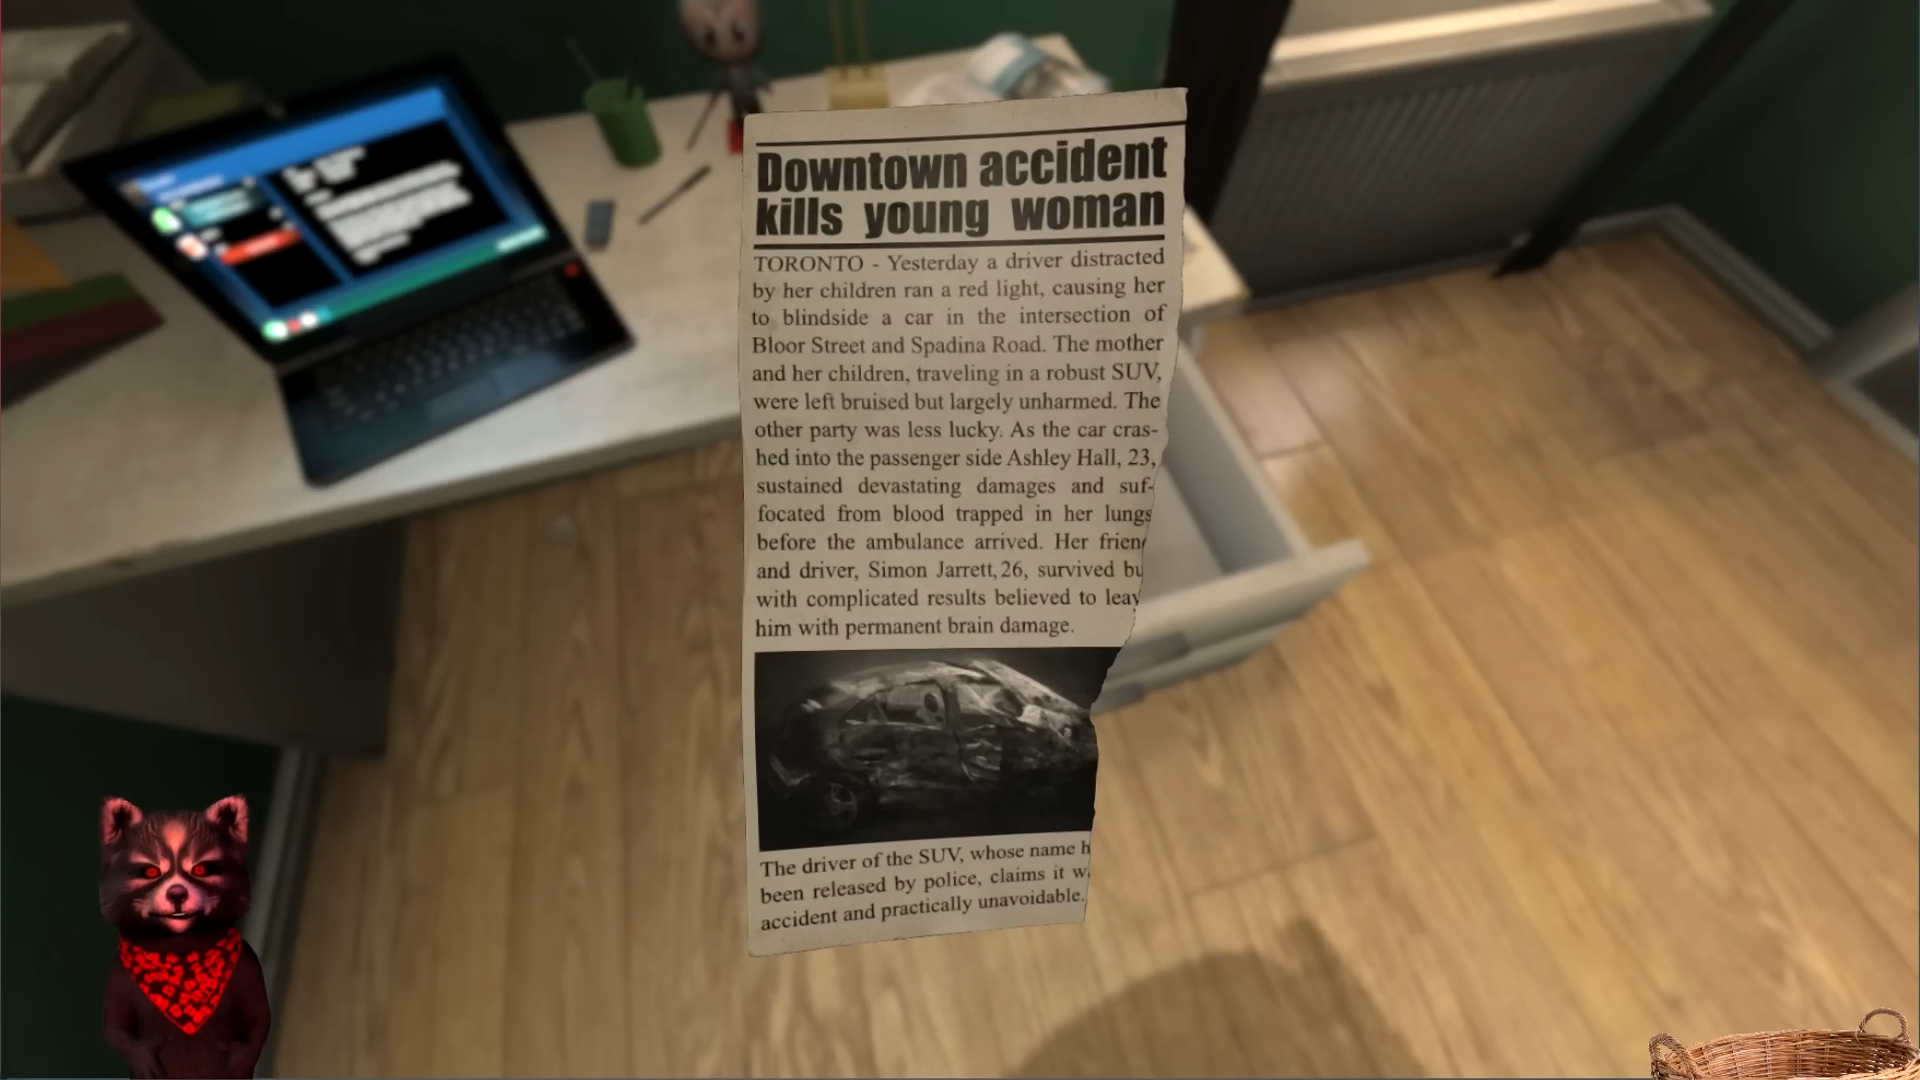 Downtown accident
kills young woman
TORONTO - Yesterday a driver distracted
by her children ran a red light, causing her
to blindside a car in the intersection of
Bloor Street and Spadina Road. The mother
and her children, traveling in a robust SUV,
were left bruised but largely unharmed. The
other party was less lucky. As the car cras-
hed into the passenger side Ashley Hall, 23,
sustained devastating damages and suf-
focated from blood trapped in her lungs
before the ambulance arrived. Her frien
and driver, Simon Jarrett, 26, survived bu
with complicated results believed to leav
him with permanent brain damage.
The driver of the SUV, whose name h
been released by police, claims it w
accident and practically unavoidable.